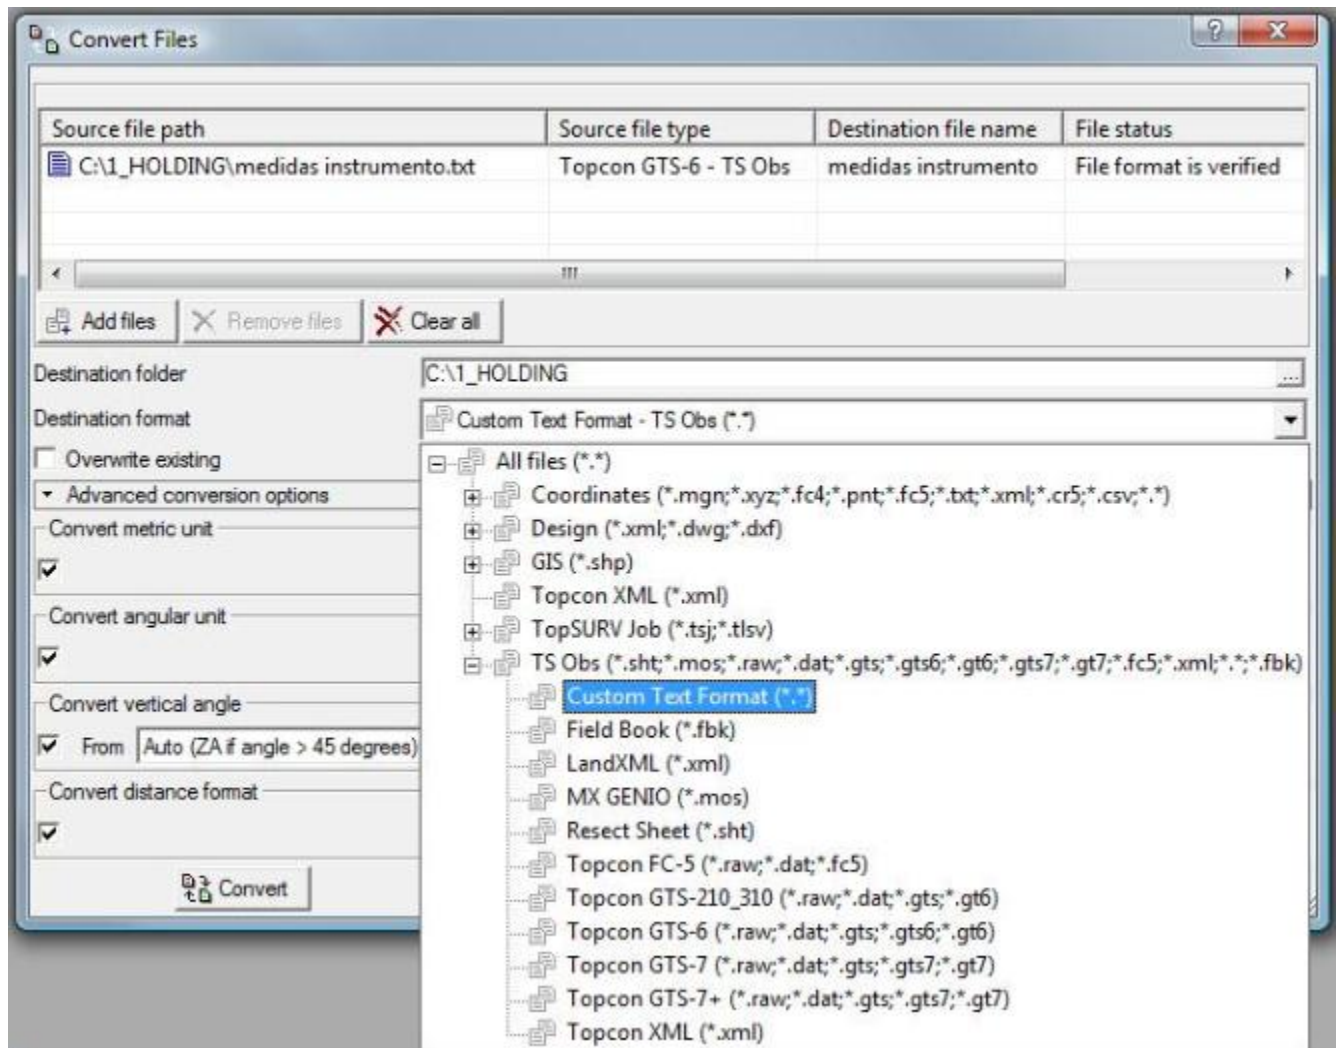 Convert Files
Source file path Source file type Destination file name File status
C:\1_HOLDING\medidas instrumento.txt Topcon GTS-6 - TS Obs medidas instrumento File format is verified
Add files Remove files Clear all
Destination folder C:\1_HOLDING ...
Destination format Custom Text Format - TS Obs (*.*)
Overwrite existing
Advanced conversion options
Convert metric unit
Convert angular unit
Convert vertical angle
From Auto (ZA if angle > 45 degrees)
Convert distance format
Convert
All files (*.*)
Coordinates (*.mgn;*.xyz;*.fc4;*.pnt;*.fc5;*.txt;*.xml;*.cr5;*.csv;*.*)
Design (*.xml;*.dwg;*.dxf)
GIS (*.shp)
Topcon XML (*.xml)
TopSURV Job (*.tsj;*.tlsv)
TS Obs (*.sht;*.mos;*.raw;*.dat;*.gts;*.gts6;*.gt6;*.gts7;*.gt7;*.fc5;*.xml;*.*;*.fbk)
Custom Text Format (*.*)
Field Book (*.fbk)
LandXML (*.xml)
MX GENIO (*.mos)
Resect Sheet (*.sht)
Topcon FC-5 (*.raw;*.dat;*.fc5)
Topcon GTS-210_310 (*.raw;*.dat;*.gts;*.gt6)
Topcon GTS-6 (*.raw;*.dat;*.gts;*.gts6;*.gt6)
Topcon GTS-7 (*.raw;*.dat;*.gts;*.gts7;*.gt7)
Topcon GTS-7+ (*.raw;*.dat;*.gts;*.gts7;*.gt7)
Topcon XML (*.xml)